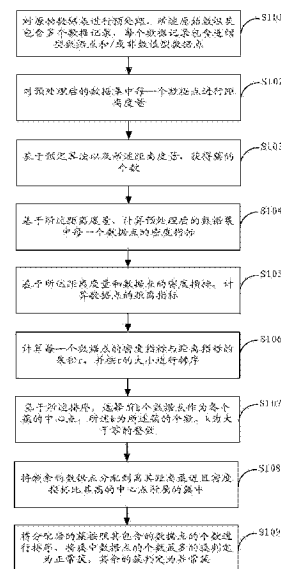 对原始数据集进行预处理，所述原始数据集
包含多个数据记录，每个数据记录包含连续
型数据点和/或非数值型数据点
S101
对预处理后的数据集中每一个数据点进行距
离度量
S102
基于预定算法以及所述距离度量，获得簇的
个数
S103
基于所述距离度量，计算预处理后的数据集
中每一个数据点的密度指标
S104
基于所述距离度量和数据点的密度指标，计
算数据点的距离指标
S105
计算每一个数据点的密度指标与距离指标的
乘积r，并按r的大小进行排序
S106
基于所述排序，选择前k个数据点作为每个
簇的中心点，所述k为所述簇的个数，k为大
于零的整数
S107
将剩余的数据点分配到离其距离最近且密度
指标比其高的中心点所属的簇中
S108
将分配后的簇按照其包含的数据点的个数进
行排序，将簇中数据点的个数最多的簇判定
为正常簇，其余的簇判定为异常簇
S109